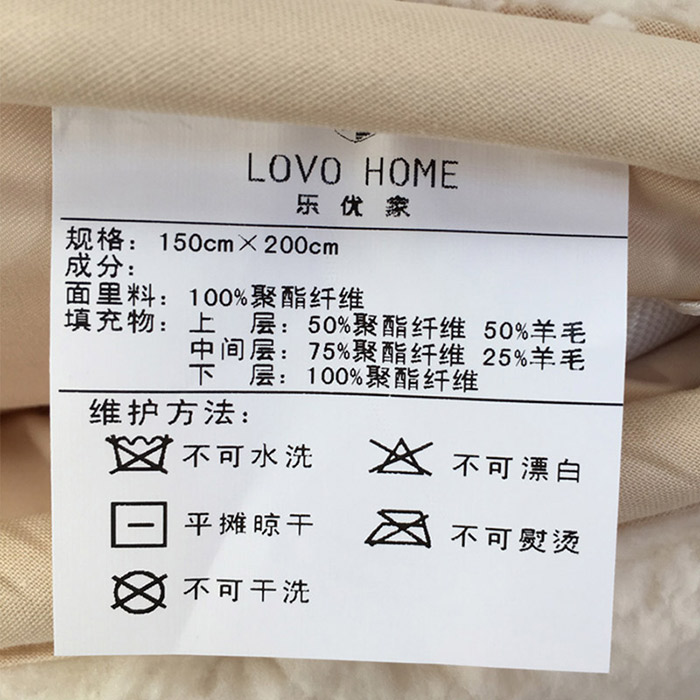 LOVO HOME
乐优家
规格：150cm×200cm
成分：
面里料：100%聚酯纤维
填充物：上 层：50%聚酯纤维 50%羊毛
中间层：75%聚酯纤维 25%羊毛
下 层：100%聚酯纤维
维护方法：
不可水洗 不可漂白
平摊晾干 不可熨烫
不可干洗